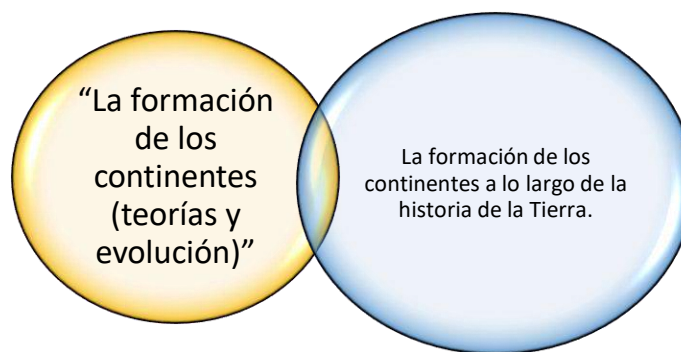 “La formación
de los
continentes
(teorías y
evolución)”
La formación de los
continentes a lo largo de la
historia de la Tierra.